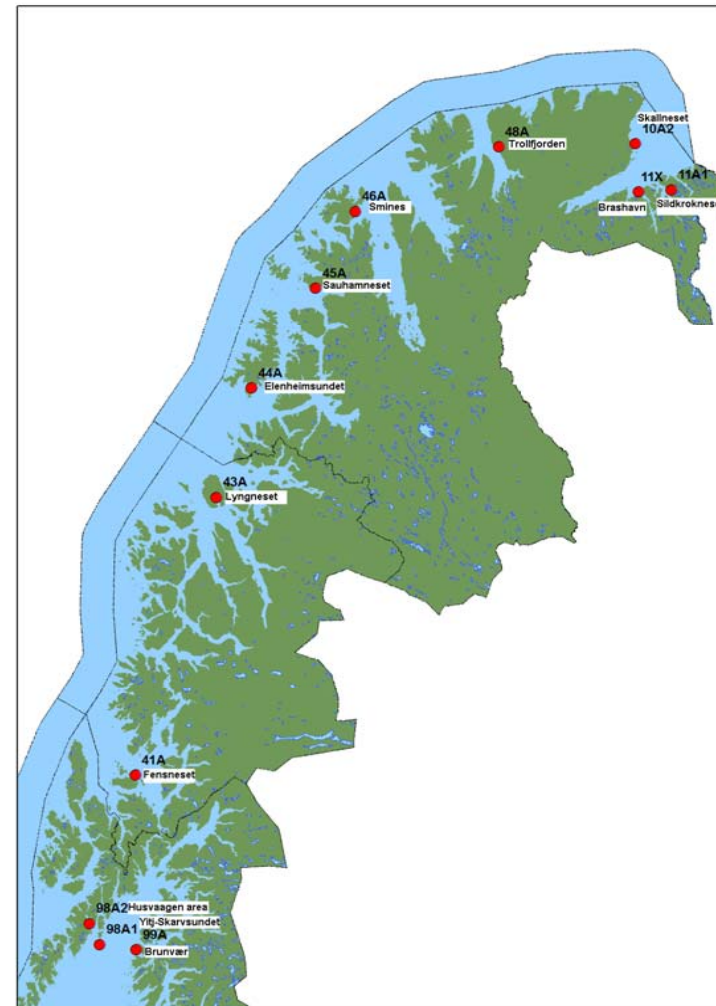 Skallneset
10A2
48A
Trollfjorden
11X
11A1
Brashavn
Sildkroknes
46A
Smines
45A
Sauhamneset
44A
Elenheimsundet
43A
Lyngneset
41A
Fensneset
98A2 Husvaagen area
Yitj-Skarvsundet
98A1
99A
Brunvær